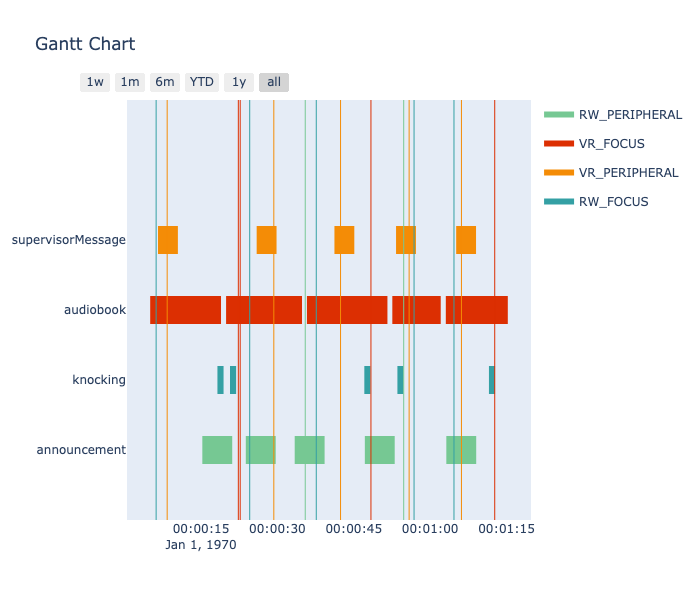 Gantt Chart
1w 1m 6m YTD 1y all
RW_PERIPHERAL
VR_FOCUS
VR_PERIPHERAL
RW_FOCUS
supervisorMessage
audiobook
knocking
announcement
00:00:15 00:00:30 00:00:45 00:01:00 00:01:15
Jan 1, 1970